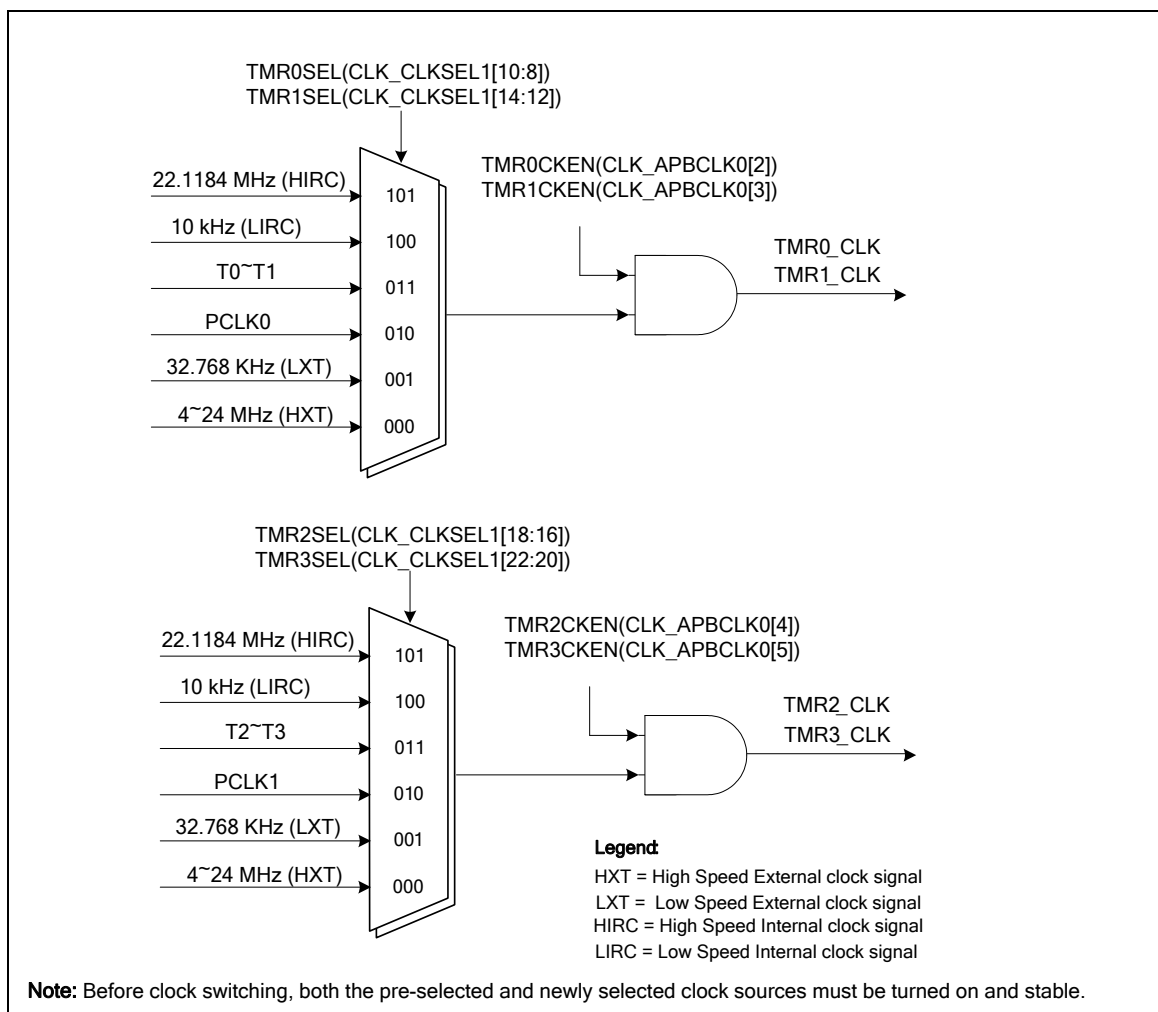 TMR0SEL(CLK_CLKSEL1[10:8])
TMR1SEL(CLK_CLKSEL1[14:12])
TMR0CKEN(CLK_APBCLK0[2])
TMR1CKEN(CLK_APBCLK0[3])
22.1184 MHz (HIRC)
101
10 kHz (LIRC)
100
T0~T1
011
PCLK0
010
32.768 KHz (LXT)
001
4~24 MHz (HXT)
000
TMR0_CLK
TMR1_CLK
TMR2SEL(CLK_CLKSEL1[18:16])
TMR3SEL(CLK_CLKSEL1[22:20])
TMR2CKEN(CLK_APBCLK0[4])
TMR3CKEN(CLK_APBCLK0[5])
22.1184 MHz (HIRC)
101
10 kHz (LIRC)
100
T2~T3
011
PCLK1
010
32.768 KHz (LXT)
001
4~24 MHz (HXT)
000
TMR2_CLK
TMR3_CLK
Legend:
HXT = High Speed External clock signal
LXT = Low Speed External clock signal
HIRC = High Speed Internal clock signal
LIRC = Low Speed Internal clock signal
Note: Before clock switching, both the pre-selected and newly selected clock sources must be turned on and stable.